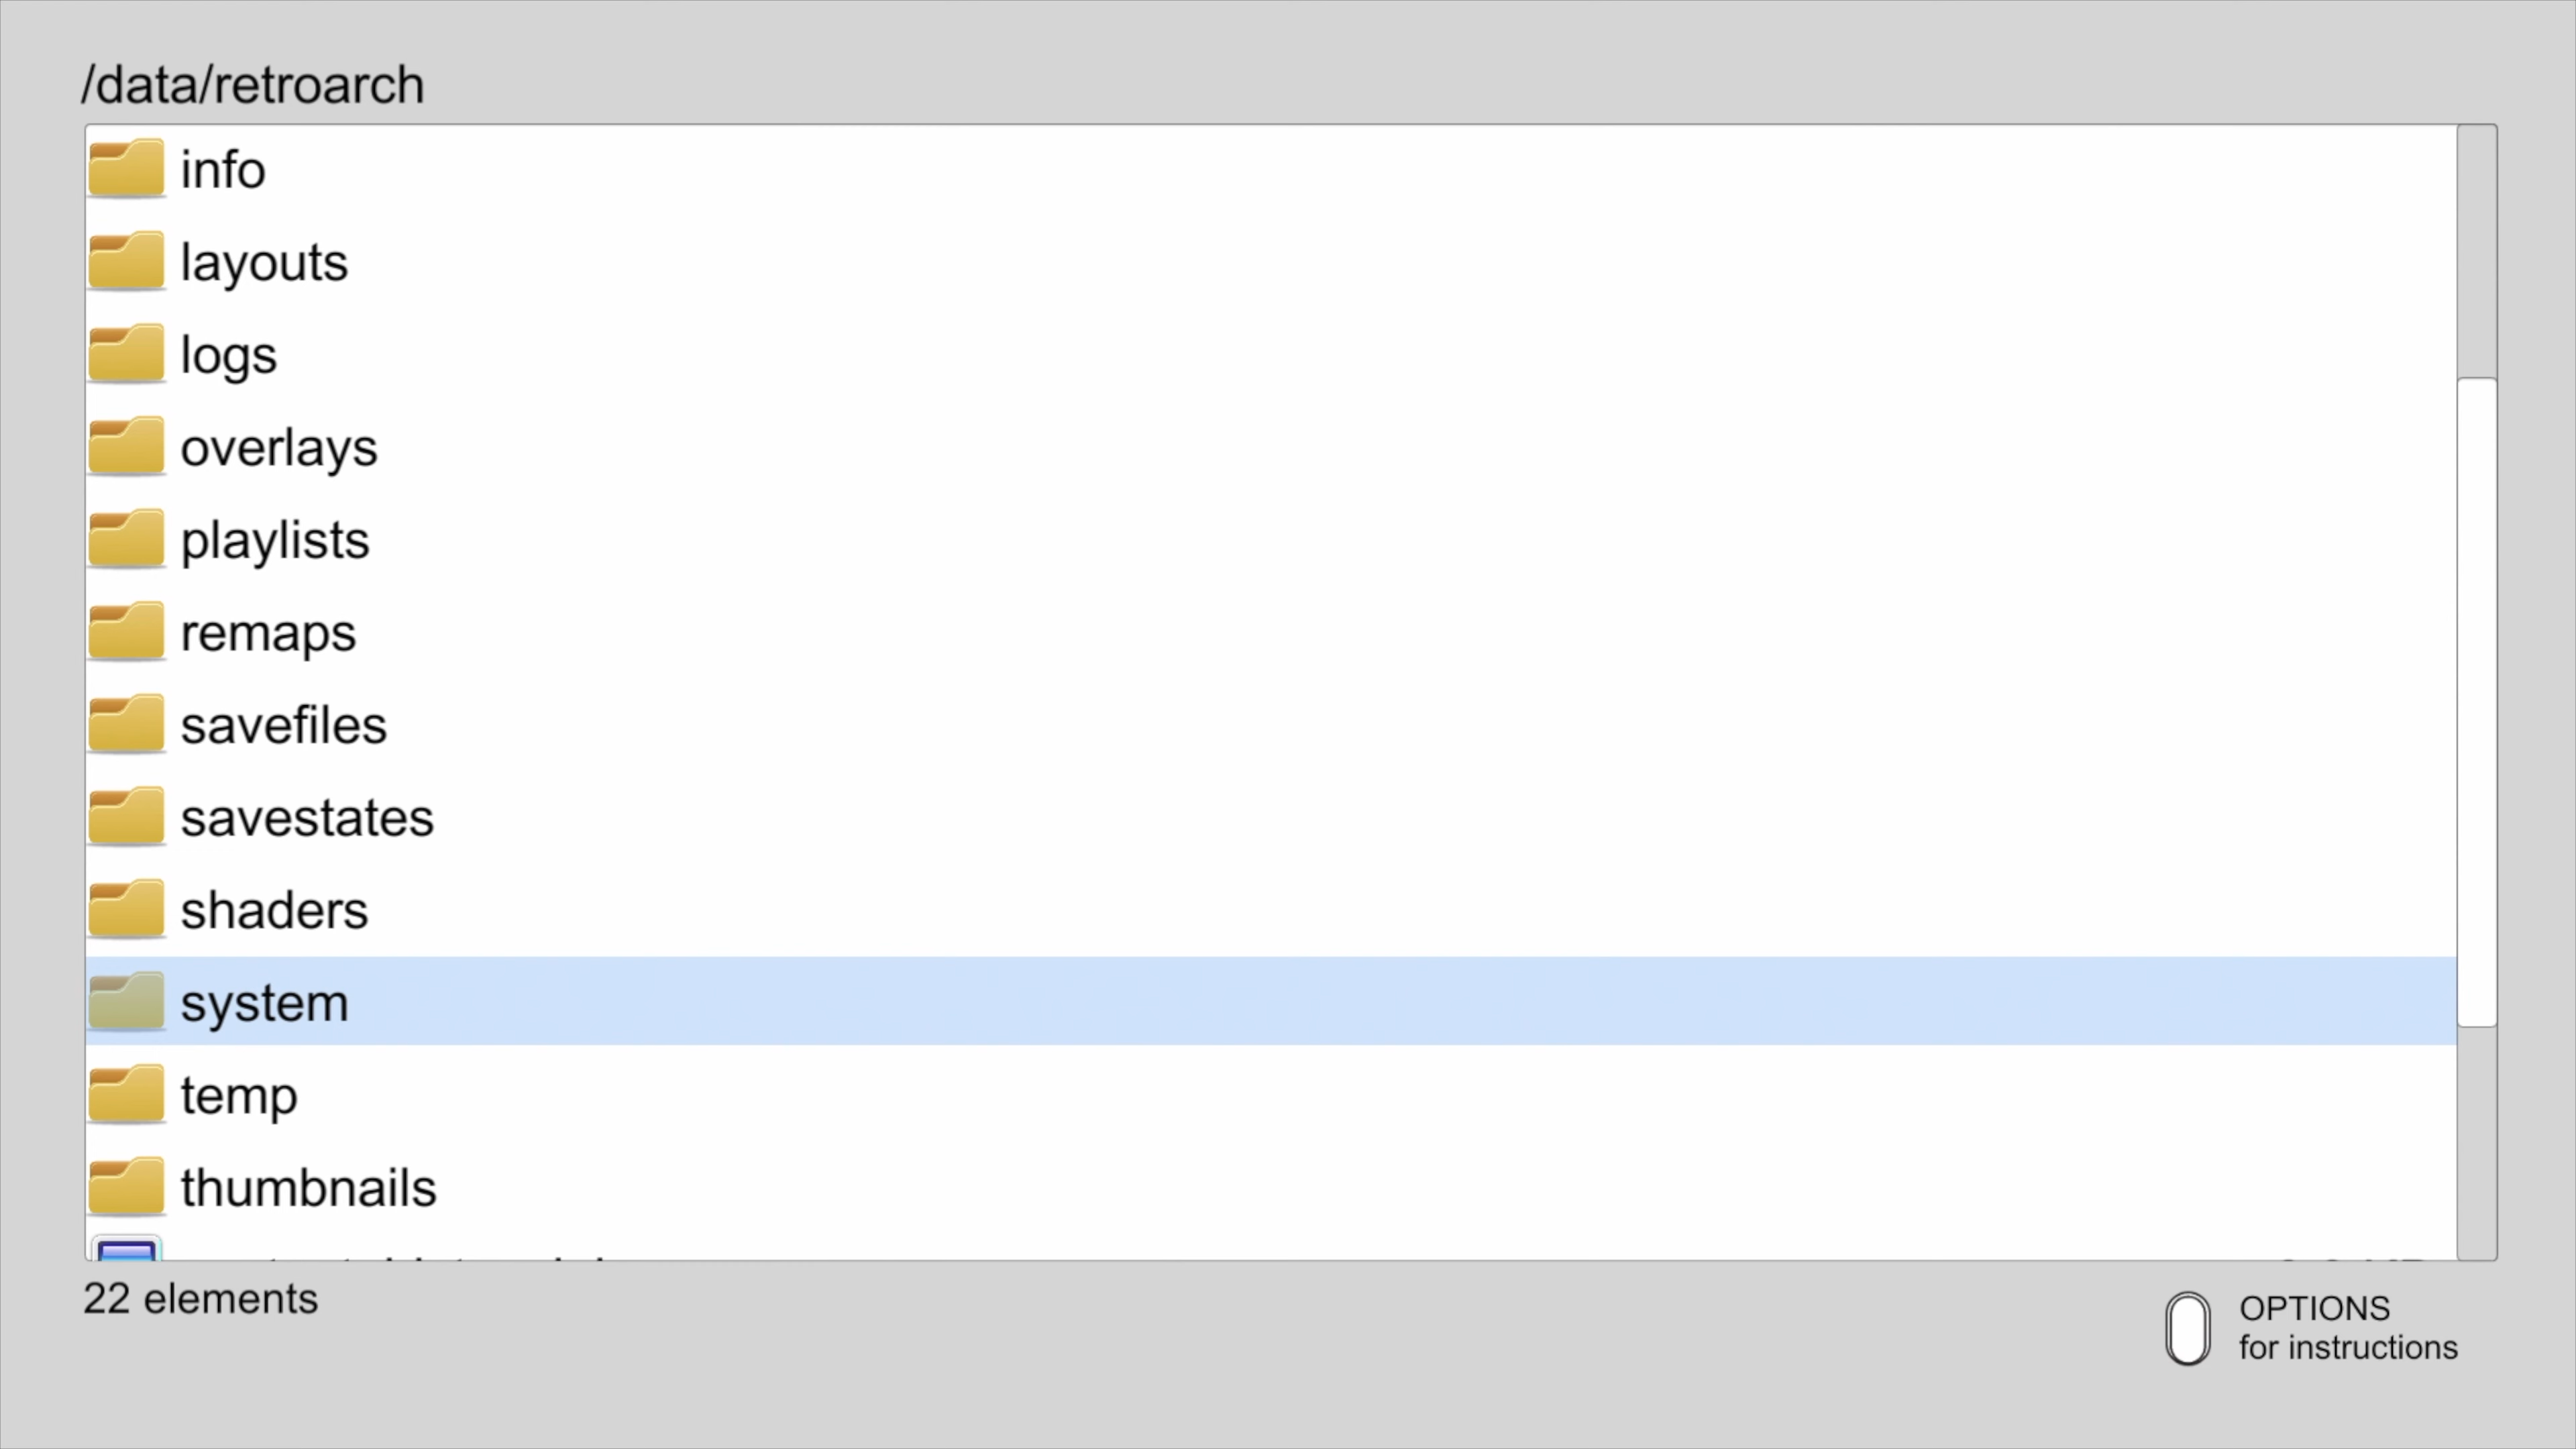 /data/retroarch
info
layouts
logs
overlays
playlists
remaps
savefiles
savestates
shaders
system
temp
thumbnails
22 elements
OPTIONS
for instructions